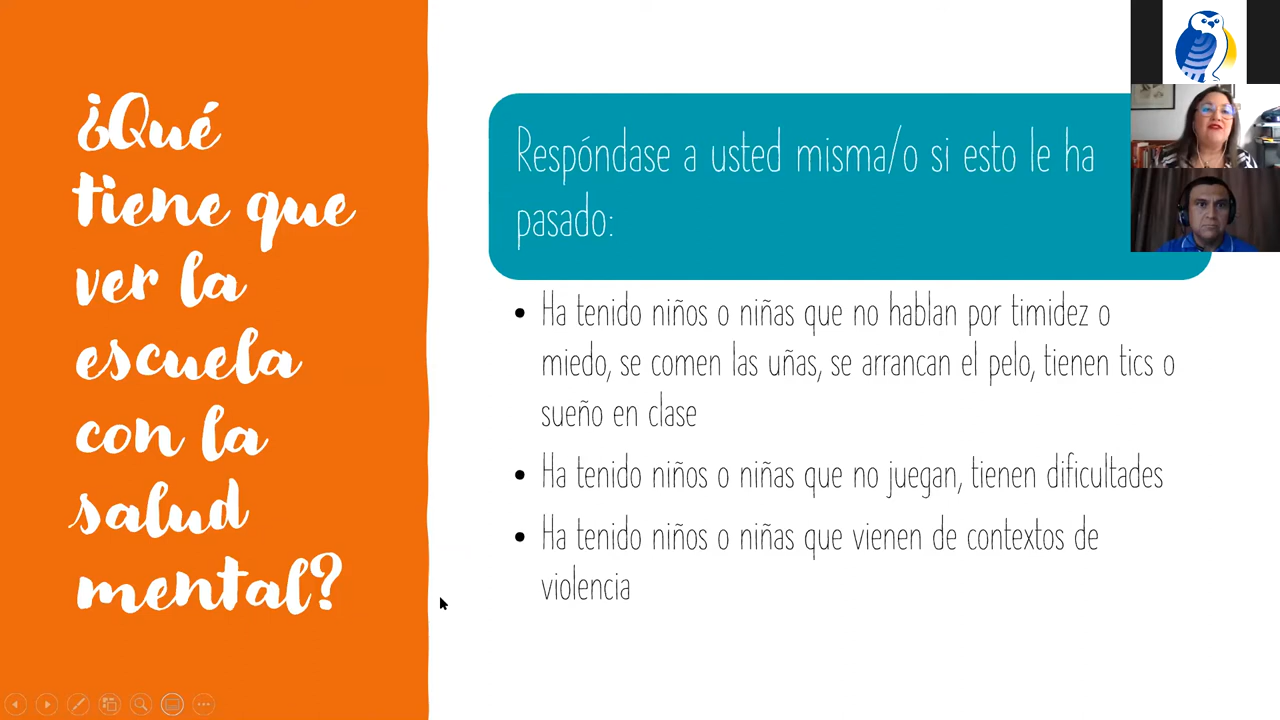 ¿Qué
tiene que
ver la
escuela
con la
salud
mental?
Respóndase a usted misma/o si esto le ha
pasado:
• Ha tenido niños o niñas que no hablan por timidez o
miedo, se comen las uñas, se arrancan el pelo, tienen tics o
sueño en clase
• Ha tenido niños o niñas que no juegan, tienen dificultades
• Ha tenido niños o niñas que vienen de contextos de
violencia